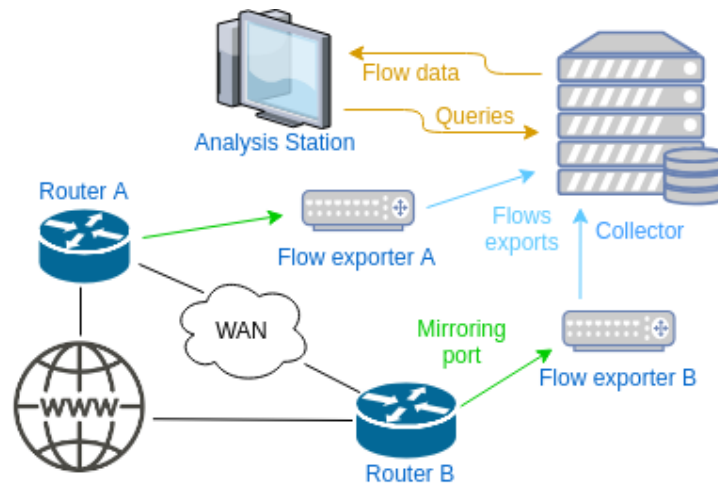 Flow data
Queries
Analysis Station
Router A
Flow exporter A
Flows
exports
Collector
WAN
Mirroring
port
Flow exporter B
WWW
Router B